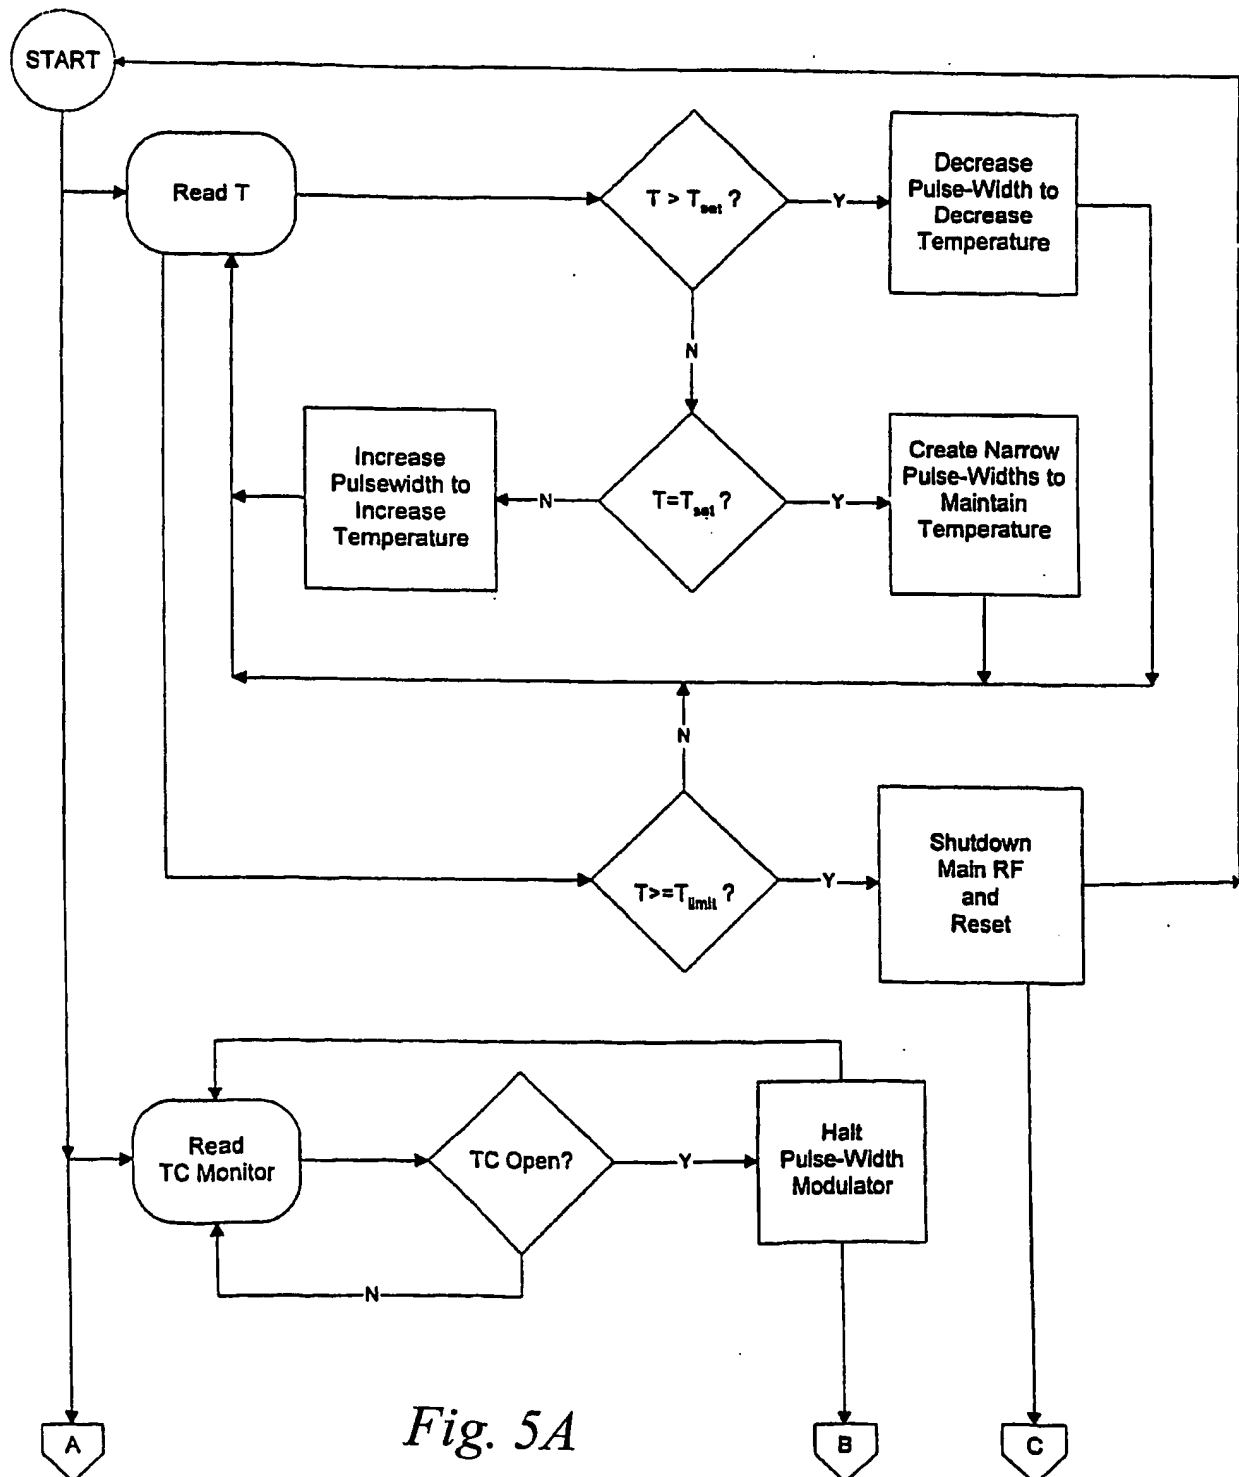 START
Read T
T > Tset ?
Y
Decrease
Pulse-Width to
Decrease
Temperature
N
Increase
Pulsewidth to
Increase
Temperature
N
T=Tset ?
Y
Create Narrow
Pulse-Widths to
Maintain
Temperature
N
T>=Tlimit ?
Y
Shutdown
Main RF
and
Reset
Read
TC Monitor
TC Open?
Y
Halt
Pulse-Width
Modulator
N
A
Fig. 5A
B
C